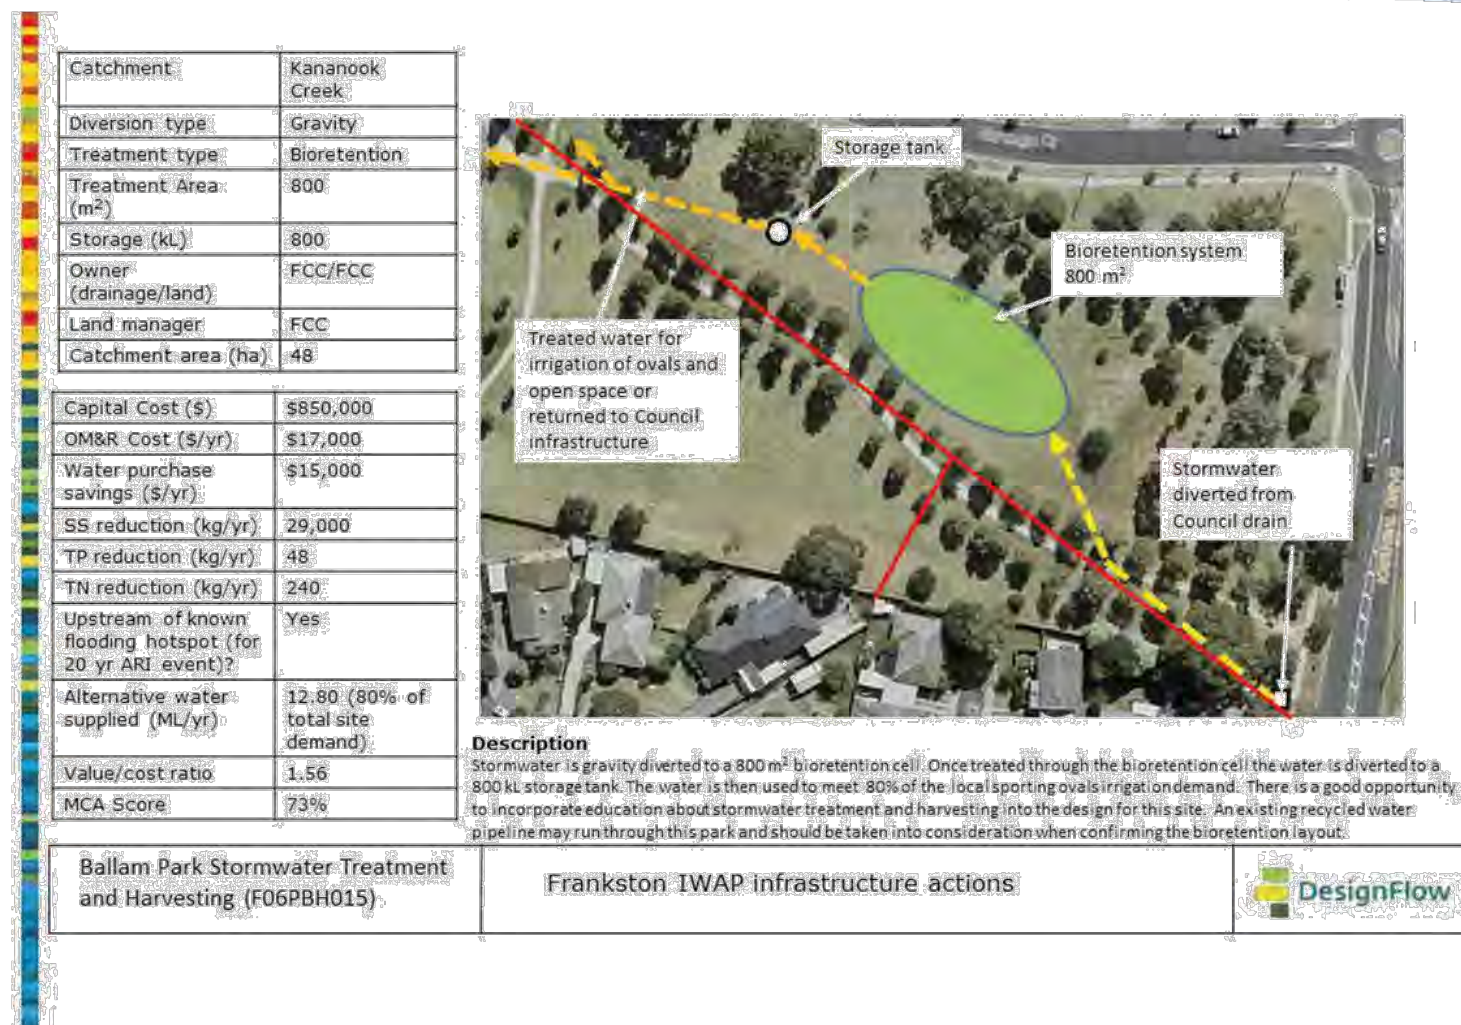 Catchment
Kananook
Creek
Diversion type
Gravity
Treatment type
Bioretention
Treatment Area
(m²)
800
Storage (kL)
800
Owner
(drainage/land)
FCC/FCC
Land manager
FCC
Catchment area (ha)
48
Capital Cost ($)
$850,000
OM&R Cost ($/yr)
$17,000
Water purchase
savings ($/yr)
$15,000
SS reduction (kg/yr)
29,000
TP reduction (kg/yr)
48
TN reduction (kg/yr)
240
Upstream of known
flooding hotspot (for
20 yr ARI event)?
Yes
Alternative water
supplied (ML/yr)
12.80 (80% of
total site
demand)
Value/cost ratio
1.56
MCA Score
73%
Storage tank
Bioretention system
800 m²
Treated water for
irrigation of ovals and
open space or
returned to Council
infrastructure
Stormwater
diverted from
Council drain
Description
Stormwater is gravity diverted to a 800 m² bioretention cell. Once treated through the bioretention cell the water is diverted to a
800 kL storage tank. The water is then used to meet 80% of the local sporting ovals irrigation demand. There is a good opportunity
to incorporate education about stormwater treatment and harvesting into the design for this site. An existing recycled water
pipeline may run through this park and should be taken into consideration when confirming the bioretention layout.
Ballam Park Stormwater Treatment
and Harvesting (F06PBH015)
Frankston IWAP infrastructure actions
DesignFlow